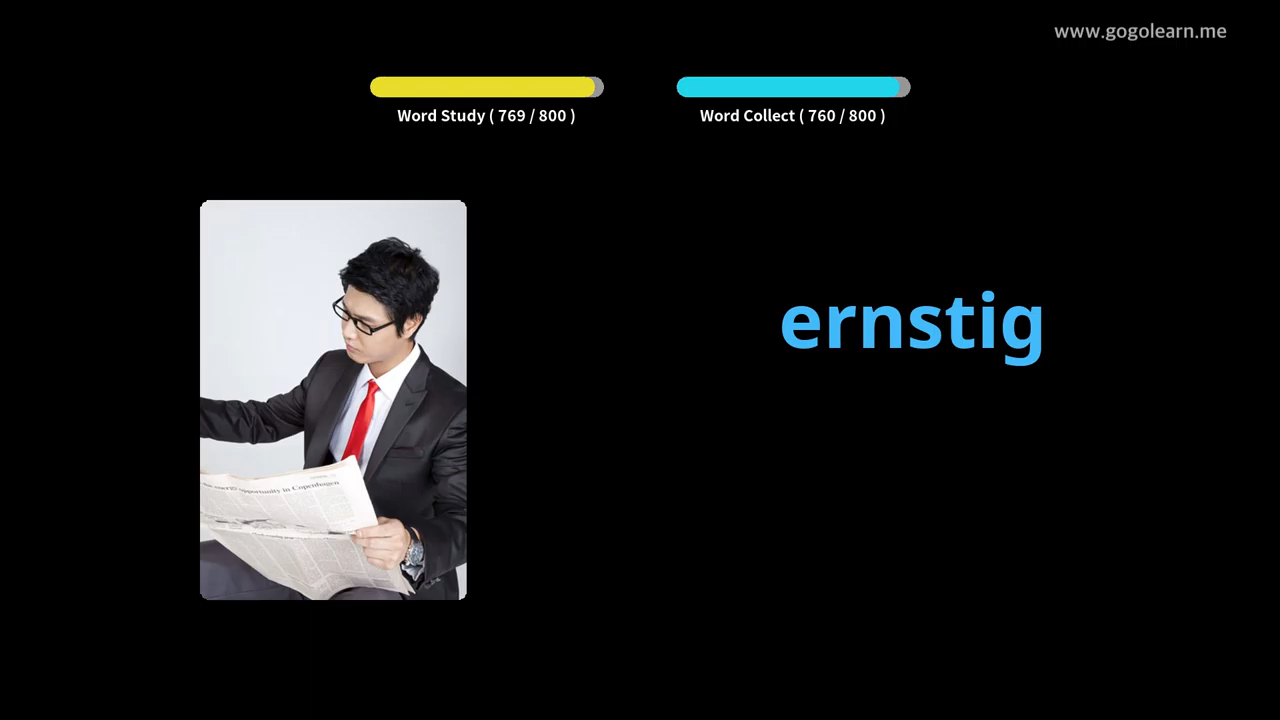 www.gogolearn.me
Word Study ( 769 / 800 )
Word Collect ( 760 / 800 )
ernstig
opportunity in Copenhagen